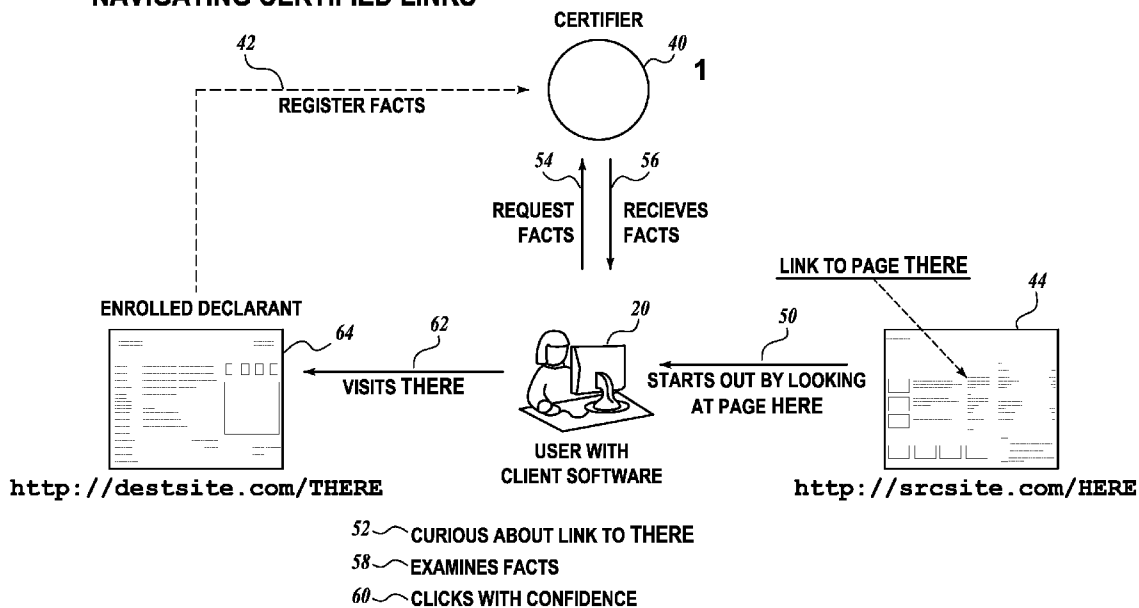 NAVIGATING CERTIFIED LINKS
CERTIFIER
42
40
1
REGISTER FACTS
54
56
REQUEST
FACTS
RECIEVES
FACTS
LINK TO PAGE THERE
44
ENROLLED DECLARANT
64
62
20
50
VISITS THERE
STARTS OUT BY LOOKING
AT PAGE HERE
USER WITH
CLIENT SOFTWARE
http://destsite.com/THERE
http://srcsite.com/HERE
52 CURIOUS ABOUT LINK TO THERE
58 EXAMINES FACTS
60 CLICKS WITH CONFIDENCE